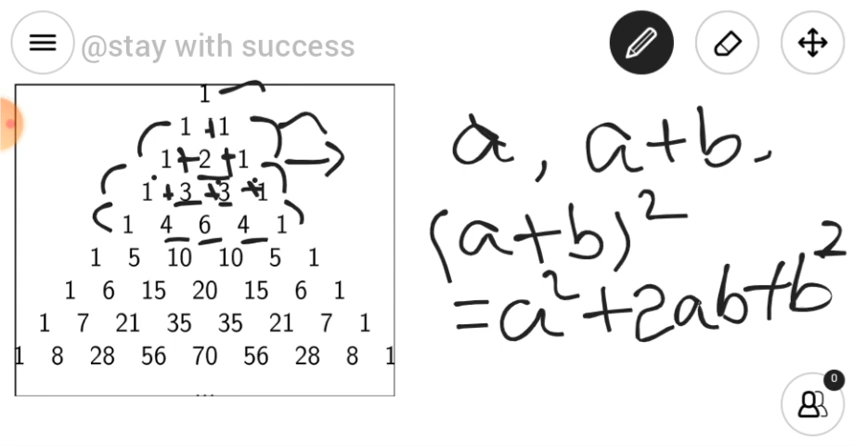 @stay with success
1
1 + 1
1 + 2 + 1
1 + 3 + 3 + 1
1 4 6 4 1
1 5 10 10 5 1
1 6 15 20 15 6 1
1 7 21 35 35 21 7 1
1 8 28 56 70 56 28 8 1
...
a, a+b.
(a+b)²
=a²+2ab+b²
0